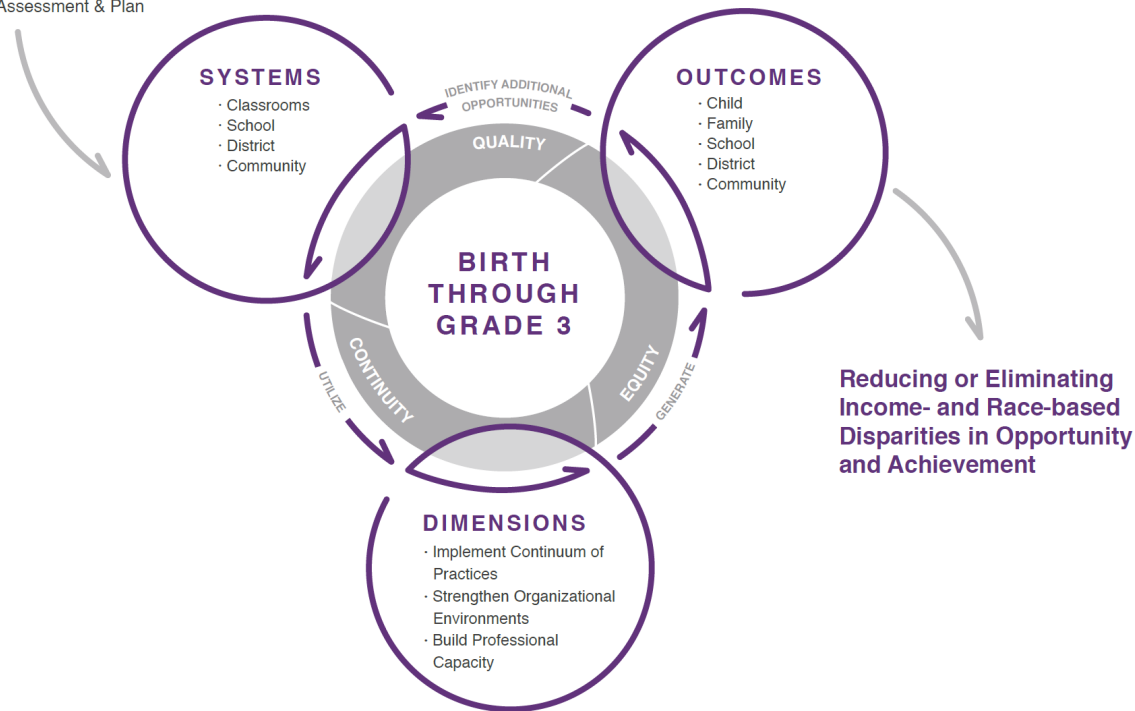 Assessment & Plan
SYSTEMS
· Classrooms
· School
· District
· Community
IDENTIFY ADDITIONAL
OPPORTUNITIES
OUTCOMES
· Child
· Family
· School
· District
· Community
QUALITY
BIRTH
THROUGH
GRADE 3
CONTINUITY
EQUITY
UTILIZE
GENERATE
Reducing or Eliminating
Income- and Race-based
Disparities in Opportunity
and Achievement
DIMENSIONS
· Implement Continuum of
Practices
· Strengthen Organizational
Environments
· Build Professional
Capacity